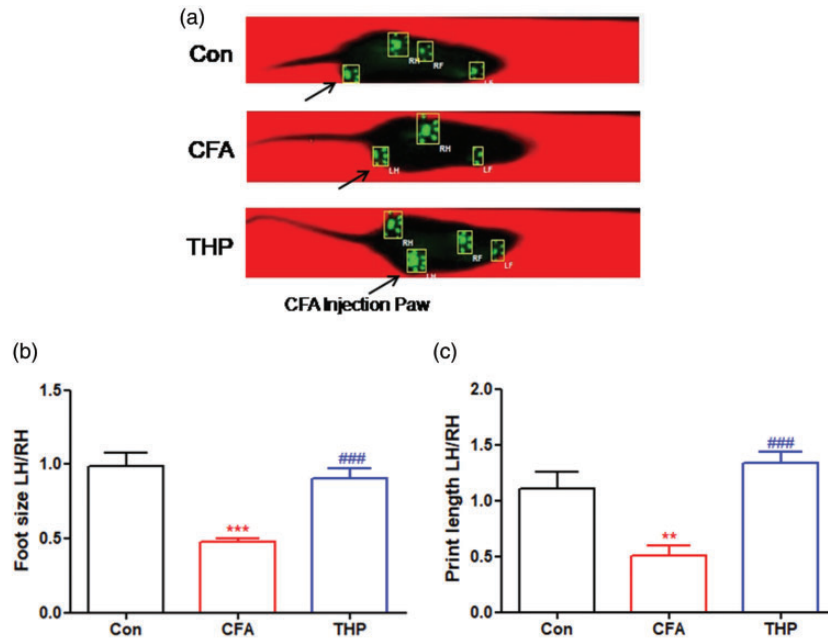 (a)
Con
RH
RF
LF
CFA
RH
LH
LF
THP
RH
RF
LF
LH
CFA Injection Paw
(b)
Foot size LH/RH
1.5
1.0
0.5
0.0
###
***
Con CFA THP
(c)
Print length LH/RH
2.0
1.5
1.0
0.5
0.0
###
**
Con CFA THP